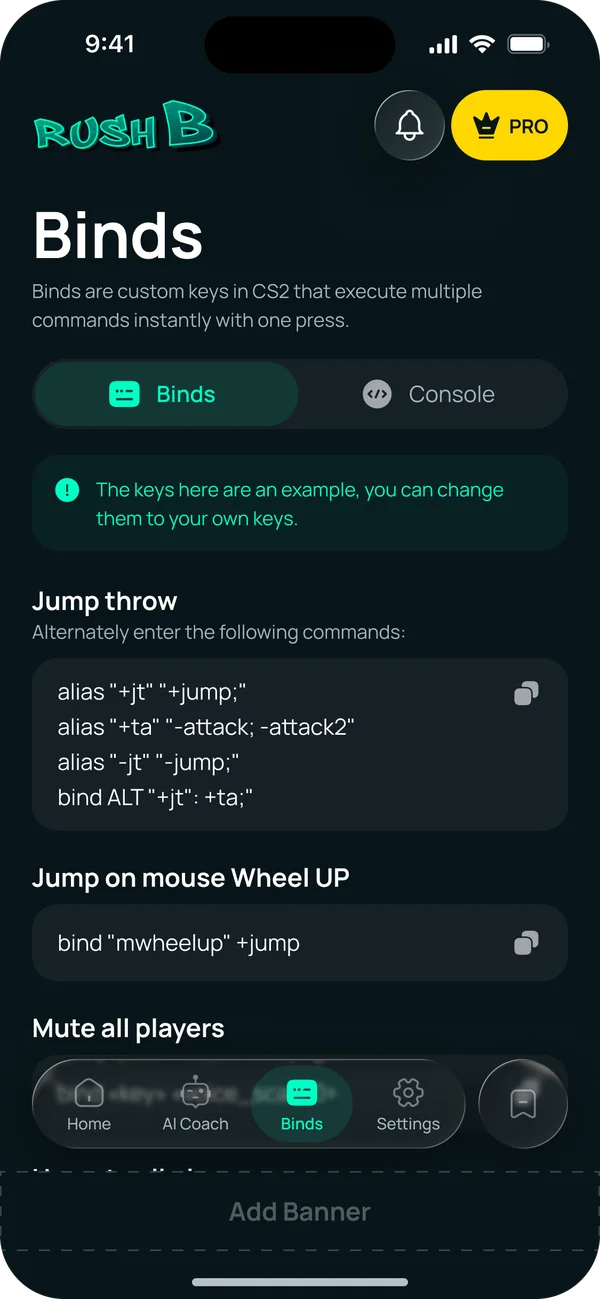 9:41
RUSH B
PRO
Binds
Binds are custom keys in CS2 that execute multiple
commands instantly with one press.
Binds
Console
The keys here are an example, you can change
them to your own keys.
Jump throw
Alternately enter the following commands:
alias "+jt" "+jump;"
alias "+ta" "-attack; -attack2"
alias "-jt" "-jump;"
bind ALT "+jt": +ta;"
Jump on mouse Wheel UP
bind "mwheelup" +jump
Mute all players
Home
AI Coach
Binds
Settings
Add Banner